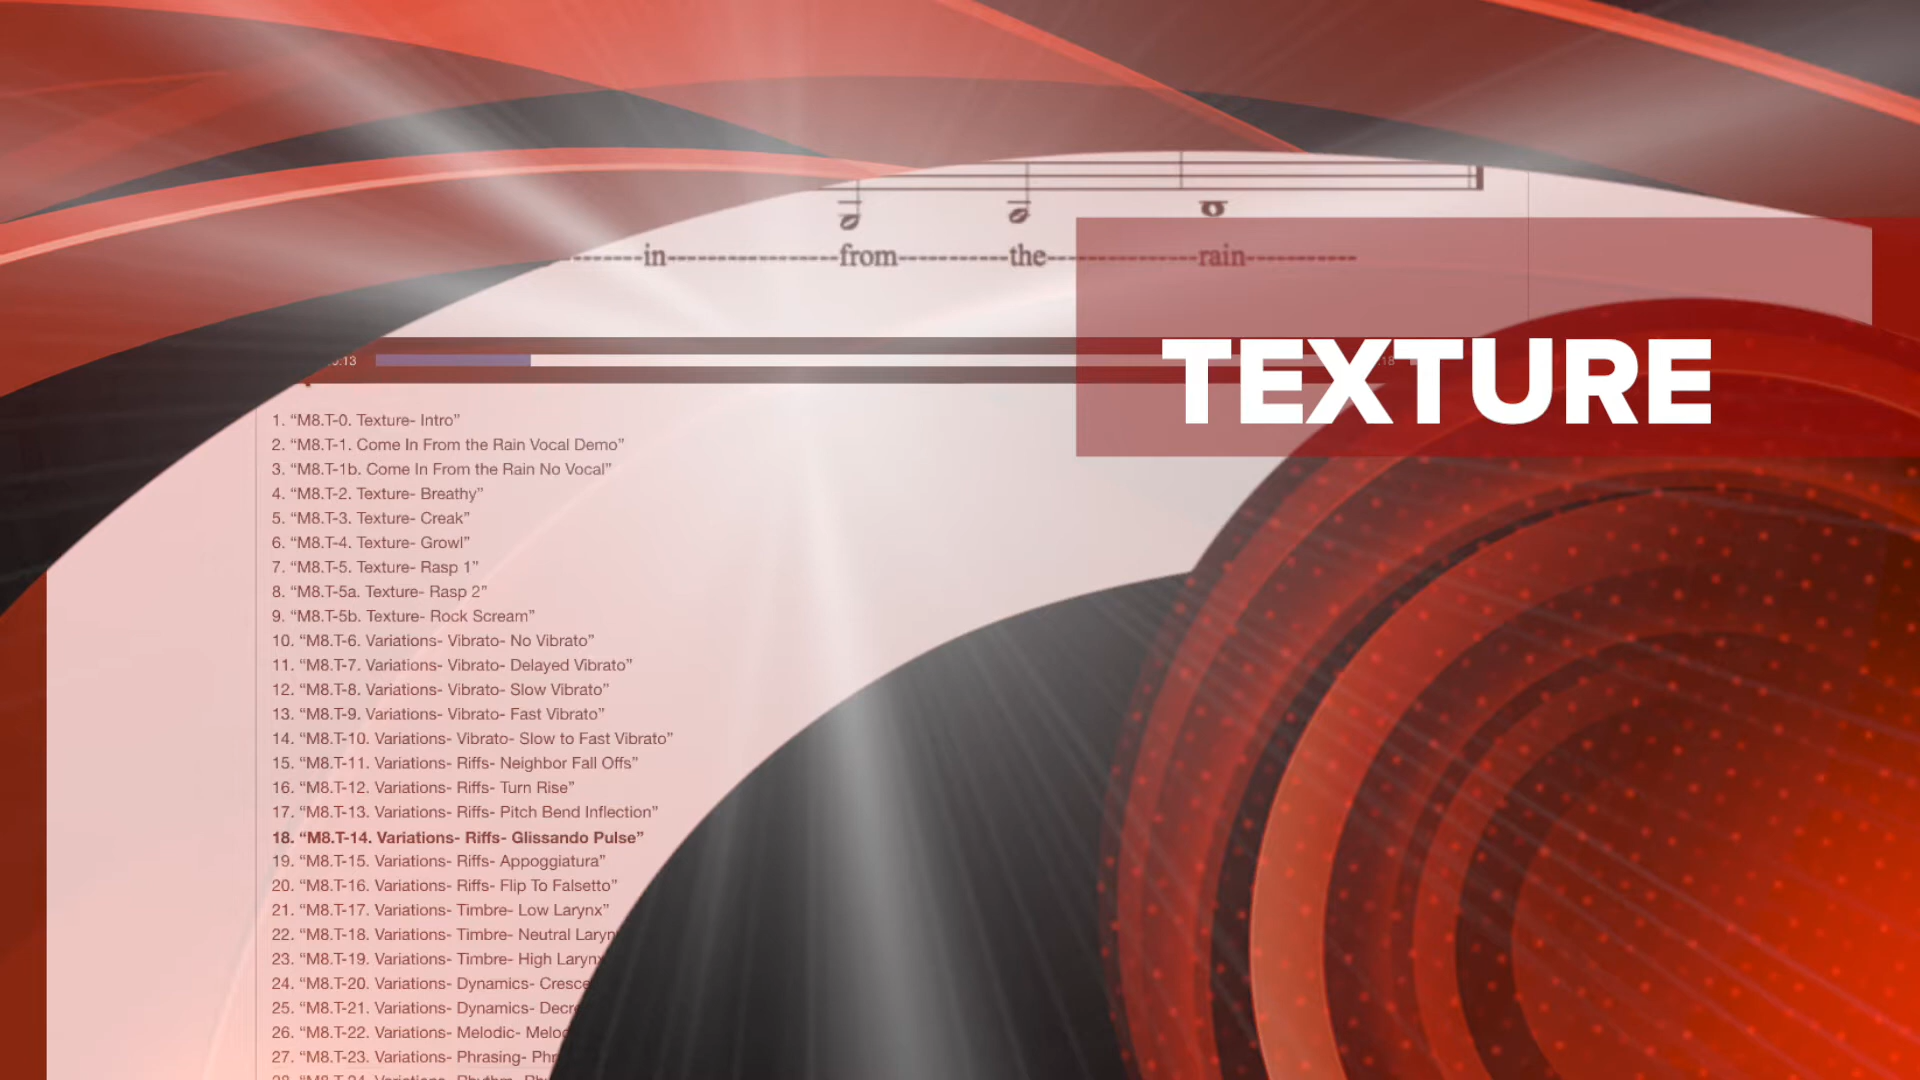 ------in-----------------from-----------the---------------rain-----------
TEXTURE
1. “M8.T-0. Texture- Intro”
2. “M8.T-1. Come In From the Rain Vocal Demo”
3. “M8.T-1b. Come In From the Rain No Vocal”
4. “M8.T-2. Texture- Breathy”
5. “M8.T-3. Texture- Creak”
6. “M8.T-4. Texture- Growl”
7. “M8.T-5. Texture- Rasp 1”
8. “M8.T-5a. Texture- Rasp 2”
9. “M8.T-5b. Texture- Rock Scream”
10. “M8.T-6. Variations- Vibrato- No Vibrato”
11. “M8.T-7. Variations- Vibrato- Delayed Vibrato”
12. “M8.T-8. Variations- Vibrato- Slow Vibrato”
13. “M8.T-9. Variations- Vibrato- Fast Vibrato”
14. “M8.T-10. Variations- Vibrato- Slow to Fast Vibrato”
15. “M8.T-11. Variations- Riffs- Neighbor Fall Offs”
16. “M8.T-12. Variations- Riffs- Turn Rise”
17. “M8.T-13. Variations- Riffs- Pitch Bend Inflection”
18. “M8.T-14. Variations- Riffs- Glissando Pulse”
19. “M8.T-15. Variations- Riffs- Appoggiatura”
20. “M8.T-16. Variations- Riffs- Flip To Falsetto”
21. “M8.T-17. Variations- Timbre- Low Larynx”
22. “M8.T-18. Variations- Timbre- Neutral Laryn
23. “M8.T-19. Variations- Timbre- High Larynx
24. “M8.T-20. Variations- Dynamics- Cresce
25. “M8.T-21. Variations- Dynamics- Decr
26. “M8.T-22. Variations- Melodic- Melo
27. “M8.T-23. Variations- Phrasing- Phr